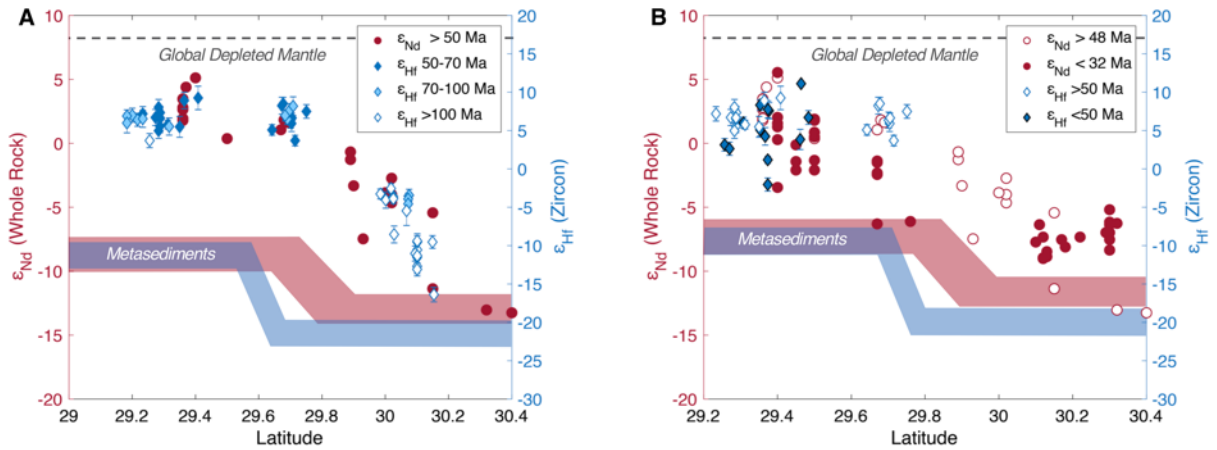 A
10
5
0
-5
-10
-15
-20
εNd (Whole Rock)
20
15
10
5
0
-5
-10
-15
-20
-25
-30
εHf (Zircon)
Global Depleted Mantle
εNd > 50 Ma
εHf 50-70 Ma
εHf 70-100 Ma
εHf >100 Ma
Metasediments
29 29.2 29.4 29.6 29.8 30 30.2 30.4
Latitude
B
10
5
0
-5
-10
-15
-20
εNd (Whole Rock)
20
15
10
5
0
-5
-10
-15
-20
-25
-30
εHf (Zircon)
Global Depleted Mantle
εNd > 48 Ma
εNd < 32 Ma
εHf >50 Ma
εHf <50 Ma
Metasediments
29.2 29.4 29.6 29.8 30 30.2 30.4
Latitude